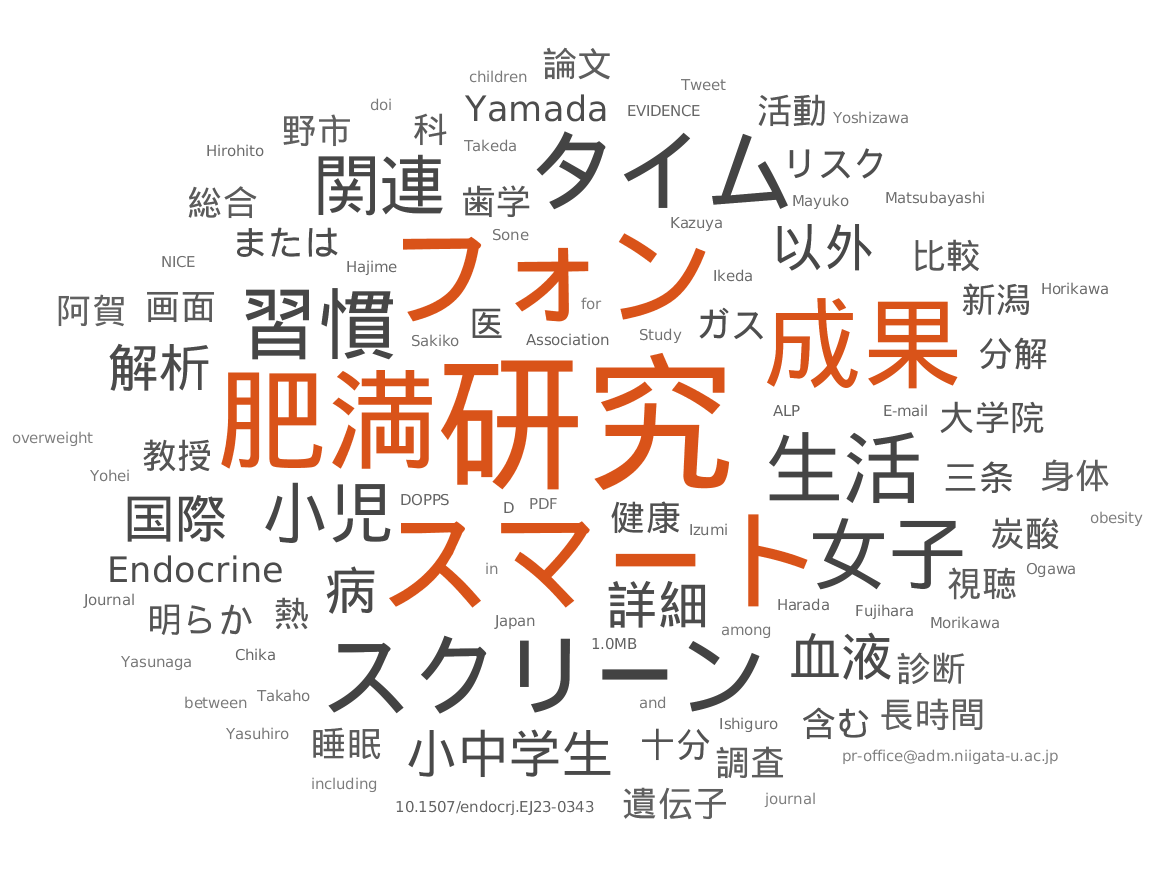 論文
children
Tweet
doi
Yamada
EVIDENCE
活動
Yoshizawa
野市
科
Hirohito
Takeda
タイム
リスク
関連
総合
歯学
Mayuko
Matsubayashi
Kazuya
または
Sone
フォン
以外
比較
NICE
Hajime
Ikeda
阿賀
画面
習慣
for
成果
新潟
Horikawa
医
ガス
Sakiko
Association
Study
解析
分解
肥満
研究
ALP
E-mail
大学院
overweight
教授
Yohei
生活
三条
身体
国際
小児
DOPPS
D
PDF
健康
Izumi
obesity
スマート
女子
炭酸
Endocrine
病
in
視聴
Ogawa
Journal
明らか
熱
詳細
Harada
Fujihara
Japan
among
Morikawa
Yasunaga
Chika
スクリーン
1.0MB
血液
診断
between
Takaho
and
Yasuhiro
Ishiguro
含む
長時間
睡眠
小中学生
十分
調査
pr-office@adm.niigata-u.ac.jp
including
10.1507/endocrj.EJ23-0343
遺伝子
journal